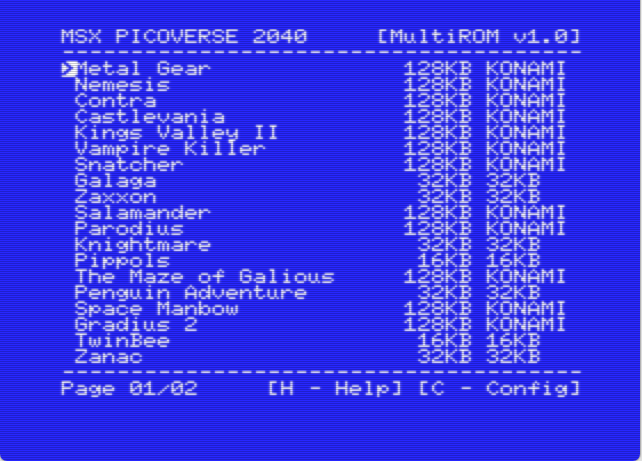 MSX PICOVERSE 2040 [MultiROM v1.0]
---------------------------------------
Metal Gear 128KB KONAMI
Nemesis 128KB KONAMI
Contra 128KB KONAMI
Castlevania 128KB KONAMI
Kings Valley II 128KB KONAMI
Vampire Killer 128KB KONAMI
Snatcher 128KB KONAMI
Galaga 32KB 32KB
Zaxxon 32KB 32KB
Salamander 128KB KONAMI
Parodius 128KB KONAMI
Knightmare 32KB 32KB
Pippols 16KB 16KB
The Maze of Galious 128KB KONAMI
Penguin Adventure 32KB 32KB
Space Manbow 128KB KONAMI
Gradius 2 128KB KONAMI
TwinBee 16KB 16KB
Zanac 32KB 32KB
---------------------------------------
Page 01/02 [H - Help] [C - Config]